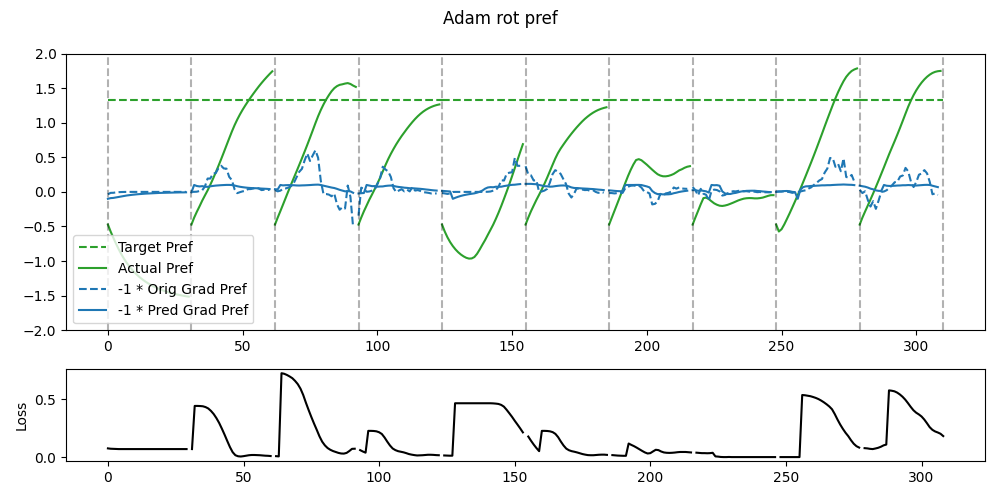 Adam rot pref
2.0
1.5
1.0
0.5
0.0
−0.5
−1.0
−1.5
−2.0
Target Pref
Actual Pref
-1 * Orig Grad Pref
-1 * Pred Grad Pref
0 50 100 150 200 250 300
Loss
0.5
0.0
0 50 100 150 200 250 300